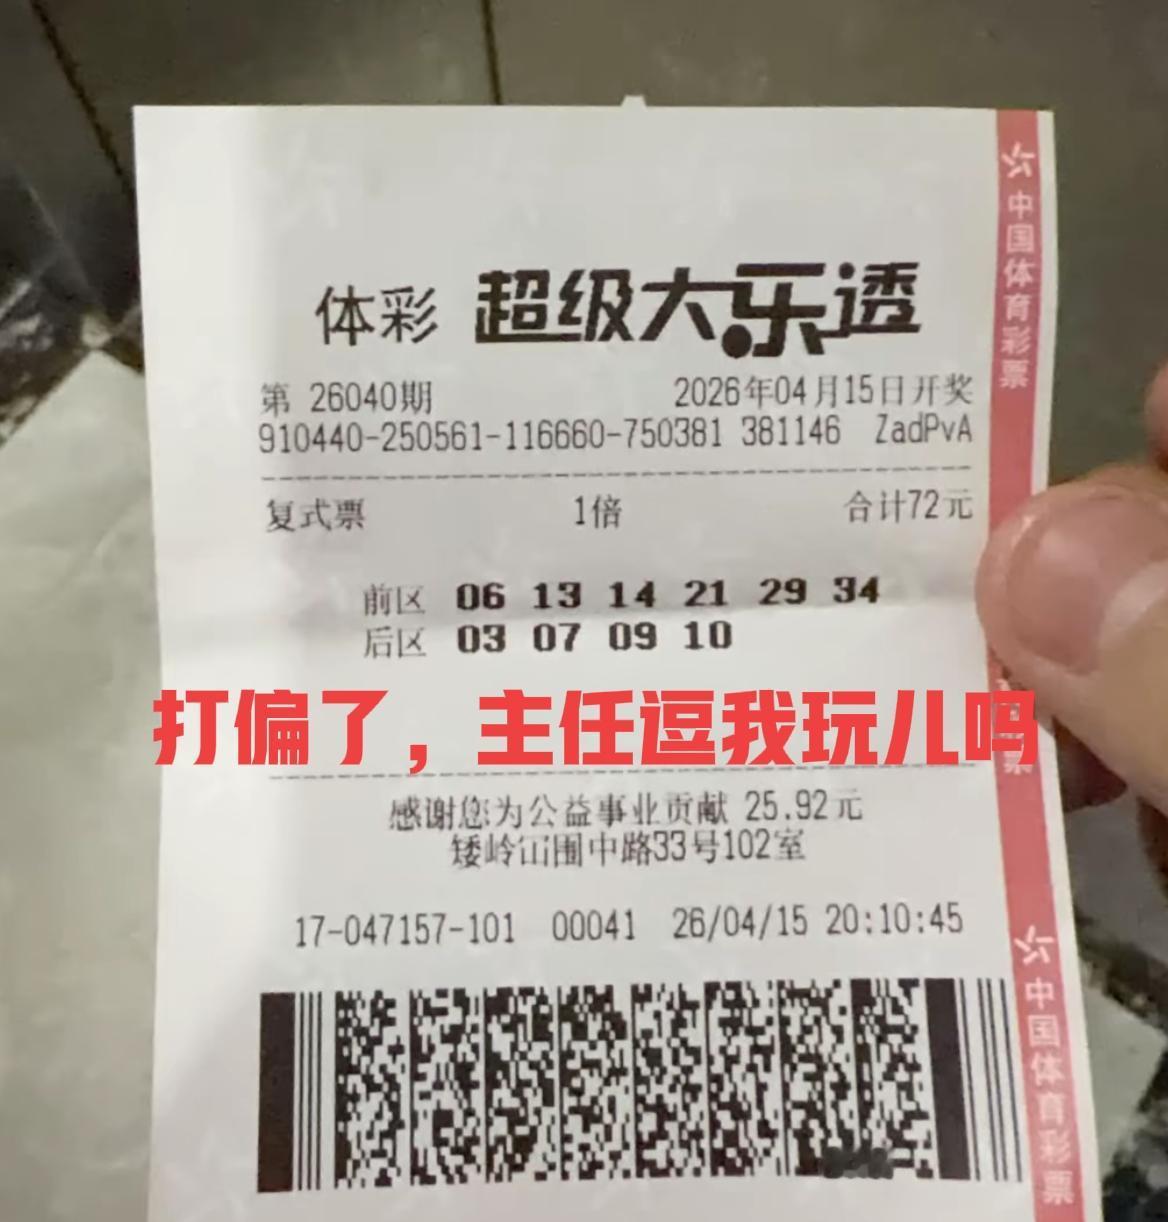 体彩 超级大乐透
第 26040期 2026年04月15日开奖
910440-250561-116660-750381 381146 ZadPvA
复式票 1倍 合计72元
前区 06 13 14 21 29 34
后区 03 07 09 10
打偏了，主任逗我玩儿吗
感谢您为公益事业贡献 25.92元
矮岭冚围中路33号102室
17-047157-101 00041 26/04/15 20:10:45
中国体育彩票
票
中国体育彩票